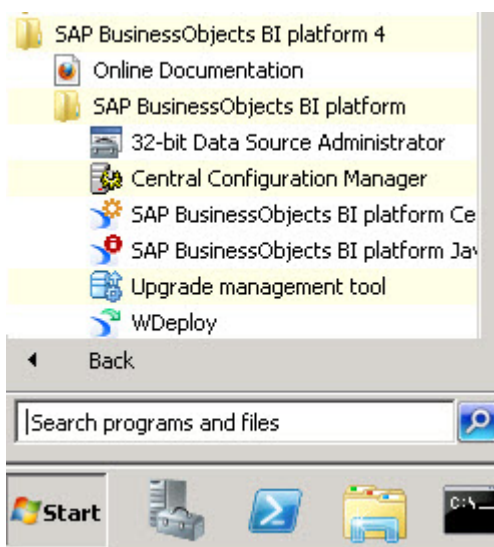 SAP BusinessObjects BI platform 4
Online Documentation
SAP BusinessObjects BI platform
32-bit Data Source Administrator
Central Configuration Manager
SAP BusinessObjects BI platform Ce
SAP BusinessObjects BI platform Jav
Upgrade management tool
WDeploy
Back
Search programs and files
Start
C:\